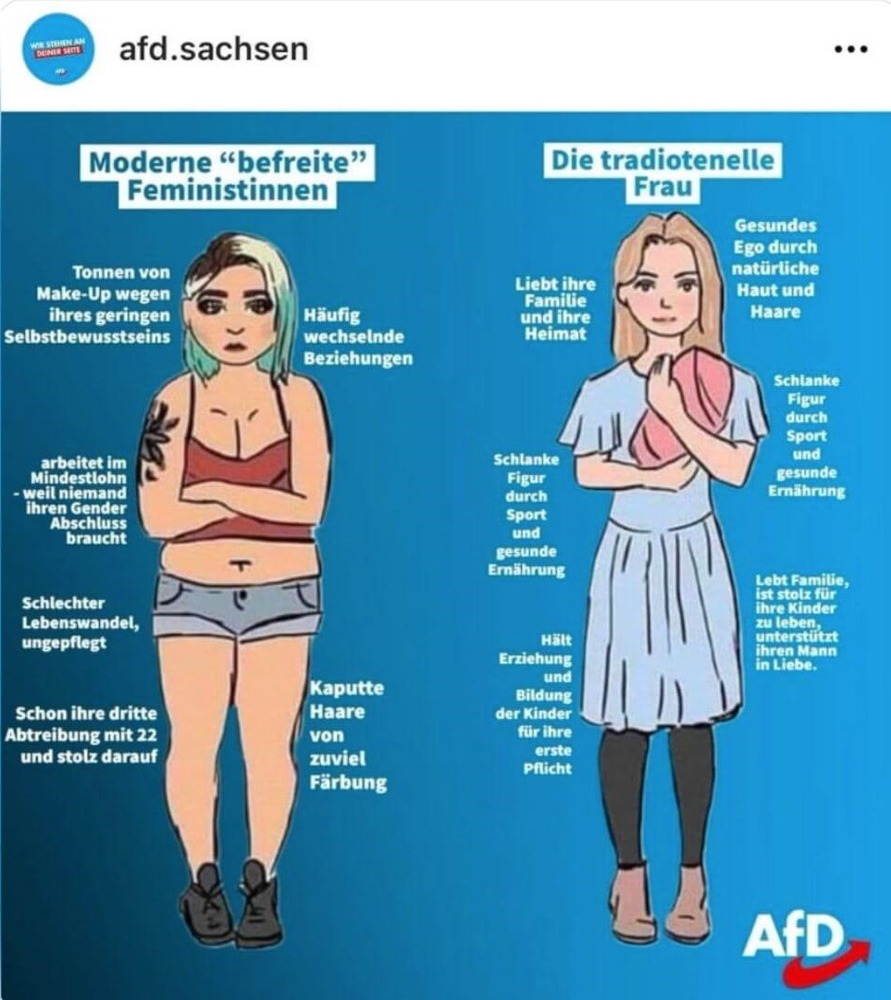 WIR STEHEN AN
DEINER SEITE
AfD
afd.sachsen
Moderne “befreite”
Feministinnen
Tonnen von
Make-Up wegen
ihres geringen
Selbstbewusstseins
Häufig
wechselnde
Beziehungen
arbeitet im
Mindestlohn
- weil niemand
ihren Gender
Abschluss
braucht
Schlechter
Lebenswandel,
ungepflegt
Schon ihre dritte
Abtreibung mit 22
und stolz darauf
Kaputte
Haare
von
zuviel
Färbung
Die tradiotenelle
Frau
Liebt ihre
Familie
und ihre
Heimat
Gesundes
Ego durch
natürliche
Haut und
Haare
Schlanke
Figur
durch
Sport
und
gesunde
Ernährung
Schlanke
Figur
durch
Sport
und
gesunde
Ernährung
Lebt Familie,
ist stolz für
ihre Kinder
zu leben,
unterstützt
ihren Mann
in Liebe.
Hält
Erziehung
und
Bildung
der Kinder
für ihre
erste
Pflicht
AfD